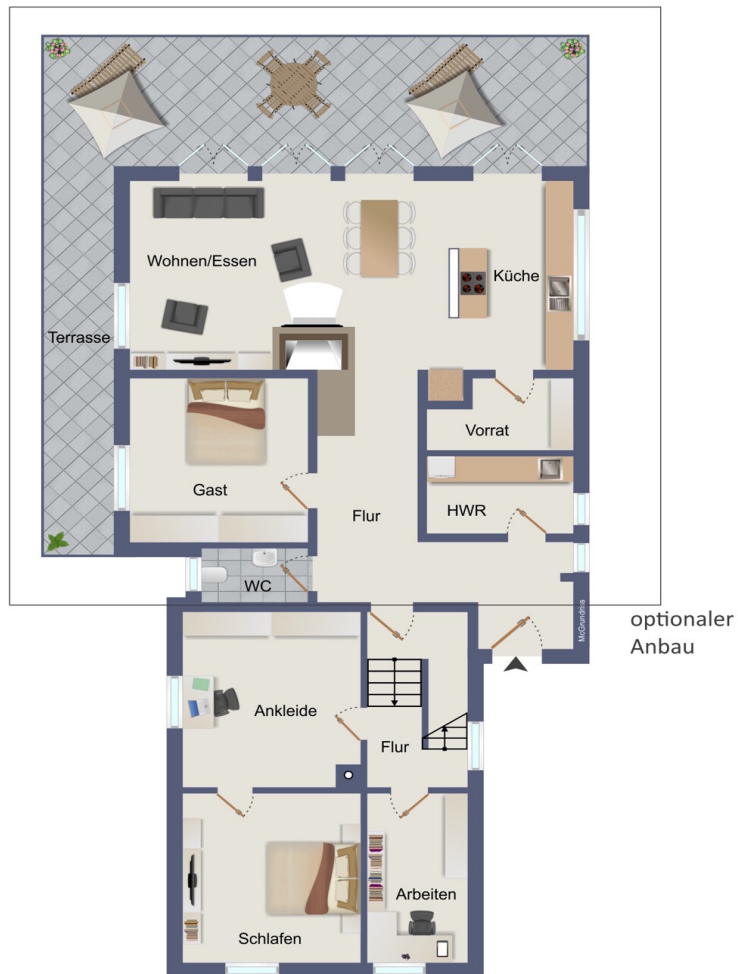 Wohnen/Essen
Küche
Terrasse
Vorrat
Gast
HWR
Flur
WC
McGrundriss
optionaler
Anbau
Ankleide
Flur
Arbeiten
Schlafen